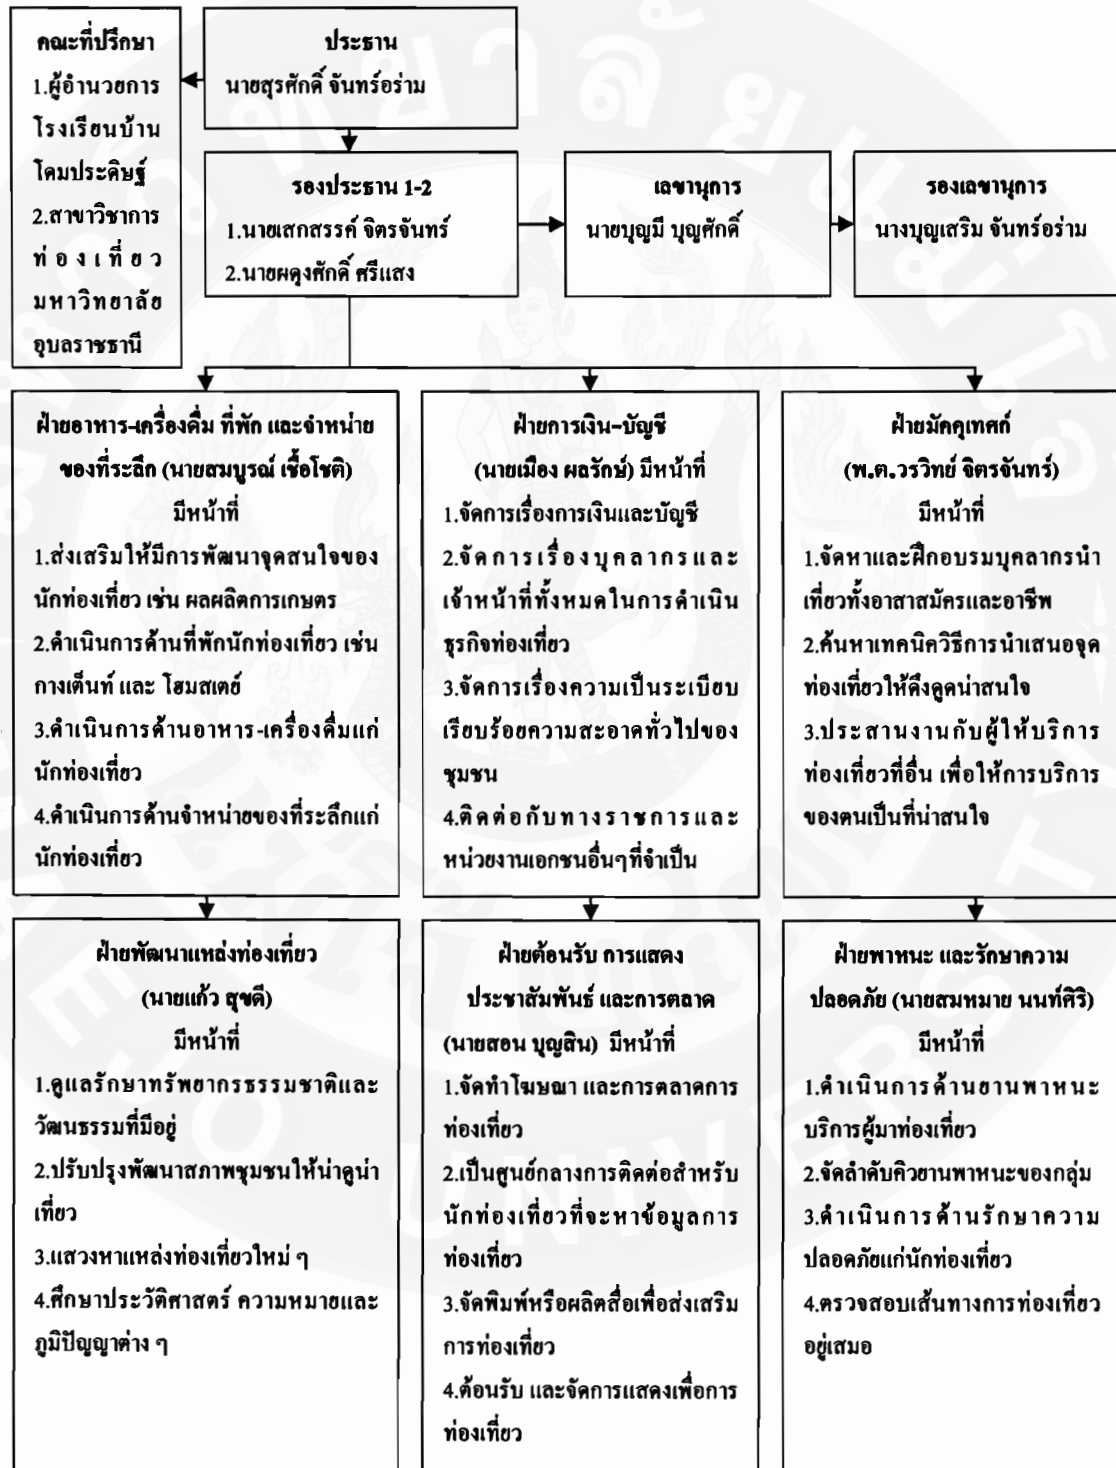 คณะที่ปรึกษา
1.ผู้อำนวยการ
โรงเรียนบ้าน
โดมประดิษฐ์
2.สาขาวิชาการ
ท่องเที่ยว
มหาวิทยาลัย
อุบลราชธานี
ประธาน
นายสุรศักดิ์ จันทร์อร่าม
รองประธาน 1-2
1.นายเสกสรรค์ จิตรจันทร์
2.นายผดุงศักดิ์ ศรีแสง
เลขานุการ
นายบุญมี บุญศักดิ์
รองเลขานุการ
นางบุญเสริม จันทร์อร่าม
ฝ่ายอาหาร-เครื่องดื่ม ที่พัก และจำหน่าย
ของที่ระลึก (นายสมบูรณ์ เชื้อโชติ)
มีหน้าที่
1.ส่งเสริมให้มีการพัฒนาจุดสนใจของ
นักท่องเที่ยว เช่น ผลผลิตการเกษตร
2.ดำเนินการด้านที่พักนักท่องเที่ยว เช่น
กางเต็นท์ และ โฮมสเตย์
3.ดำเนินการด้านอาหาร-เครื่องดื่มแก่
นักท่องเที่ยว
4.ดำเนินการด้านจำหน่ายของที่ระลึกแก่
นักท่องเที่ยว
ฝ่ายการเงิน-บัญชี
(นายเมือง ผลรักษ์) มีหน้าที่
1.จัดการเรื่องการเงินและบัญชี
2.จัดการเรื่องบุคลากรและ
เจ้าหน้าที่ทั้งหมดในการดำเนิน
ธุรกิจท่องเที่ยว
3.จัดการเรื่องความเป็นระเบียบ
เรียบร้อยความสะอาดทั่วไปของ
ชุมชน
4.ติดต่อกับทางราชการและ
หน่วยงานเอกชนอื่นๆที่จำเป็น
ฝ่ายมัคคุเทศก์
(พ.ต.วรวิทย์ จิตรจันทร์)
มีหน้าที่
1.จัดหาและฝึกอบรมบุคลากรนำ
เที่ยวทั้งอาสาสมัครและอาชีพ
2.ค้นหาเทคนิควิธีการนำเสนอจุด
ท่องเที่ยวให้ดึงดูดน่าสนใจ
3.ประสานงานกับผู้ให้บริการ
ท่องเที่ยวที่อื่น เพื่อให้การบริการ
ของตนเป็นที่น่าสนใจ
ฝ่ายพัฒนาแหล่งท่องเที่ยว
(นายแก้ว สุขดี)
มีหน้าที่
1.ดูแลรักษาทรัพยากรธรรมชาติและ
วัฒนธรรมที่มีอยู่
2.ปรับปรุงพัฒนาสภาพชุมชนให้น่าดูน่า
เที่ยว
3.แสวงหาแหล่งท่องเที่ยวใหม่ ๆ
4.ศึกษาประวัติศาสตร์ ความหมายและ
ภูมิปัญญาต่าง ๆ
ฝ่ายต้อนรับ การแสดง
ประชาสัมพันธ์ และการตลาด
(นายสอน บุญสิน) มีหน้าที่
1.จัดทำโฆษณา และการตลาดการ
ท่องเที่ยว
2.เป็นศูนย์กลางการติดต่อสำหรับ
นักท่องเที่ยวที่จะหาข้อมูลการ
ท่องเที่ยว
3.จัดพิมพ์หรือผลิตสื่อเพื่อส่งเสริม
การท่องเที่ยว
4.ต้อนรับ และจัดการแสดงเพื่อการ
ท่องเที่ยว
ฝ่ายพาหนะ และรักษาความ
ปลอดภัย (นายสมหมาย นนท์ศิริ)
มีหน้าที่
1.ดำเนินการด้านยานพาหนะ
บริการผู้มาท่องเที่ยว
2.จัดลำดับคิวยานพาหนะของกลุ่ม
3.ดำเนินการด้านรักษาความ
ปลอดภัยแก่นักท่องเที่ยว
4.ตรวจสอบเส้นทางการท่องเที่ยว
อยู่เสมอ